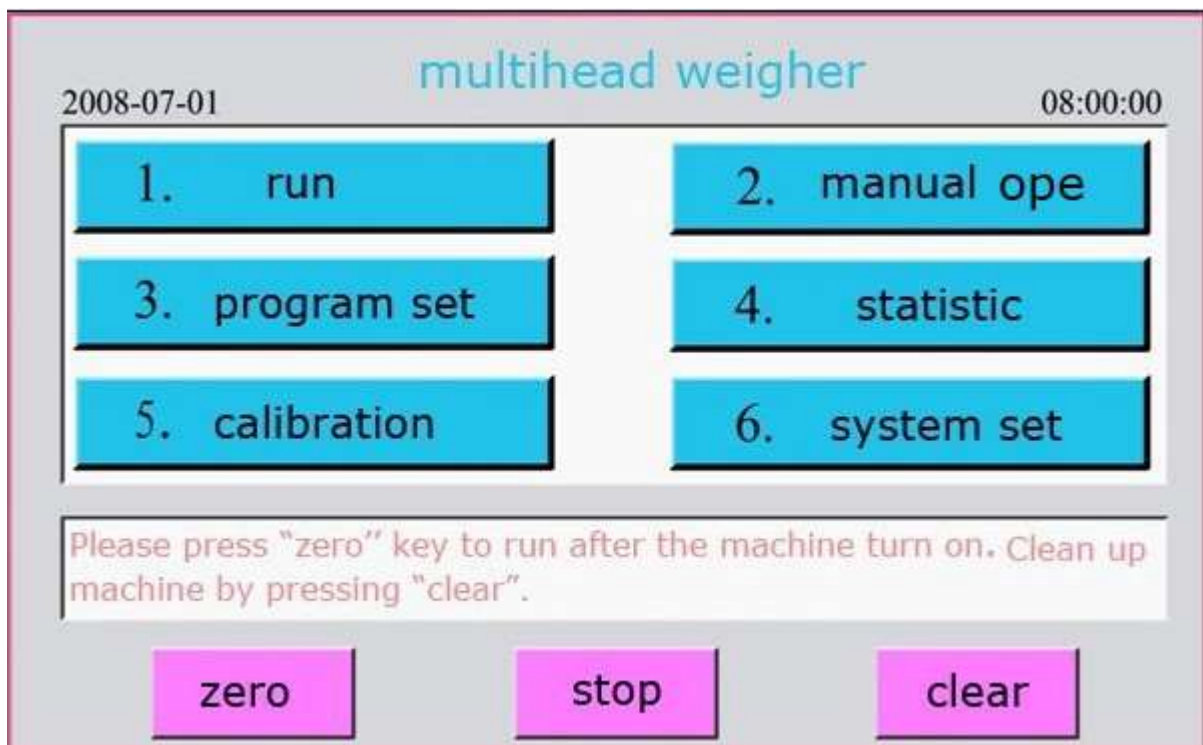 multihead weigher
2008-07-01 08:00:00
1. run
2. manual ope
3. program set
4. statistic
5. calibration
6. system set
Please press “zero” key to run after the machine turn on. Clean up
machine by pressing “clear”.
zero
stop
clear